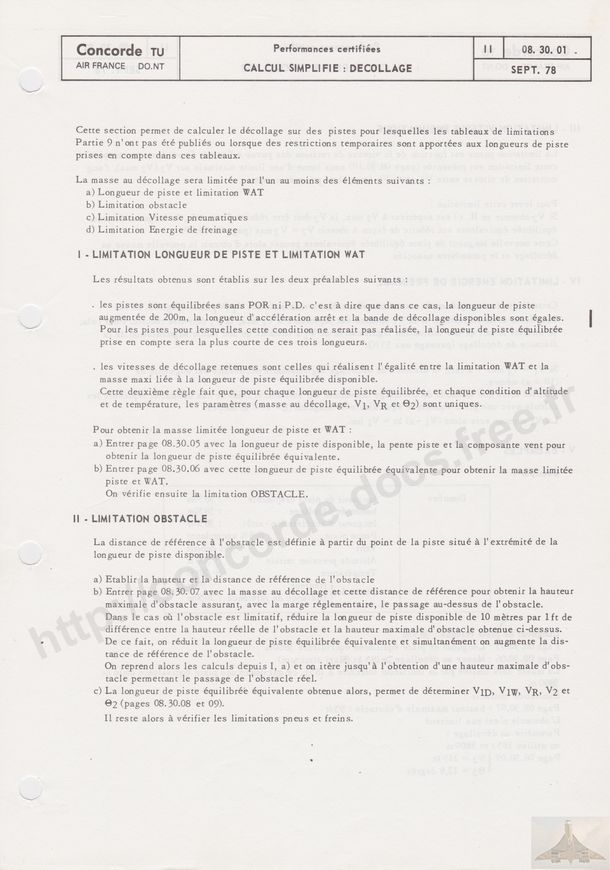 Concorde TU
AIR FRANCE DO.NT
Performances certifiées
CALCUL SIMPLIFIE : DECOLLAGE
II
08. 30. 01 .
SEPT. 78
Cette section permet de calculer le décollage sur des pistes pour lesquelles les tableaux de limitations
Partie 9 n'ont pas été publiés ou lorsque des restrictions temporaires sont apportées aux longueurs de piste
prises en compte dans ces tableaux.
La masse au décollage sera limitée par l'un au moins des éléments suivants :
a) Longueur de piste et limitation WAT
b) Limitation obstacle
c) Limitation Vitesse pneumatiques
d) Limitation Energie de freinage
I - LIMITATION LONGUEUR DE PISTE ET LIMITATION WAT
Les résultats obtenus sont établis sur les deux préalables suivants :
. les pistes sont équilibrées sans POR ni P.D. c'est à dire que dans ce cas, la longueur de piste
augmentée de 200m, la longueur d'accélération arrêt et la bande de décollage disponibles sont égales.
Pour les pistes pour lesquelles cette condition ne serait pas réalisée, la longueur de piste équilibrée
prise en compte sera la plus courte de ces trois longueurs.
. les vitesses de décollage retenues sont celles qui réalisent l'égalité entre la limitation WAT et la
masse maxi liée à la longueur de piste équilibrée disponible.
Cette deuxième règle fait que, pour chaque longueur de piste équilibrée, et chaque condition d'altitude
et de température, les paramètres (masse au décollage, V1, VR et Θ2) sont uniques.
Pour obtenir la masse limitée longueur de piste et WAT :
a) Entrer page 08.30.05 avec la longueur de piste disponible, la pente piste et la composante vent pour
obtenir la longueur de piste équilibrée équivalente.
b) Entrer page 08.30.06 avec cette longueur de piste équilibrée équivalente pour obtenir la masse limitée
piste et WAT.
On vérifie ensuite la limitation OBSTACLE.
II - LIMITATION OBSTACLE
La distance de référence à l'obstacle est définie à partir du point de la piste situé à l'extrémité de la
longueur de piste disponible.
a) Etablir la hauteur et la distance de référence de l'obstacle
b) Entrer page 08.30.07 avec la masse au décollage et cette distance de référence pour obtenir la hauteur
maximale d'obstacle assurant, avec la marge réglementaire, le passage au-dessus de l'obstacle.
Dans le cas où l'obstacle est limitatif, réduire la longueur de piste disponible de 10 mètres par 1 ft de
différence entre la hauteur réelle de l'obstacle et la hauteur maximale d'obstacle obtenue ci-dessus.
De ce fait, on réduit la longueur de piste équilibrée équivalente et simultanément on augmente la dis-
tance de référence de l'obstacle.
On reprend alors les calculs depuis I, a) et on itère jusqu'à l'obtention d'une hauteur maximale d'obs-
tacle permettant le passage de l'obstacle réel.
c) La longueur de piste équilibrée équivalente obtenue alors, permet de déterminer V1D, V1W, VR, V2 et
Θ2 (pages 08.30.08 et 09).
Il reste alors à vérifier les limitations pneus et freins.
http://concorde.docs.free.fr